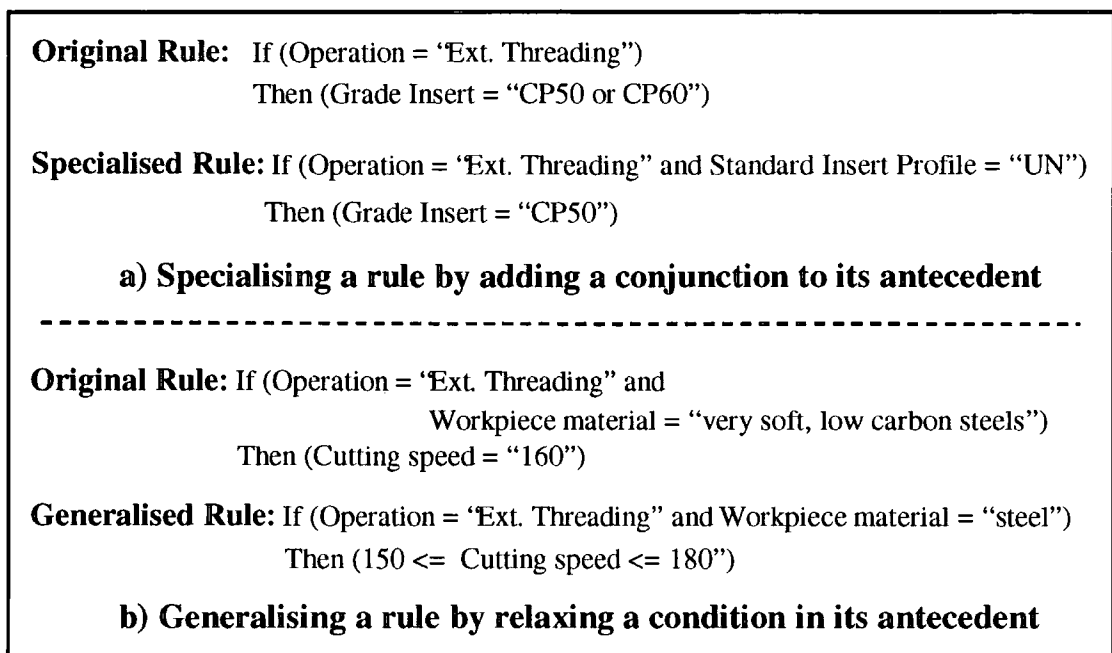 Original Rule: If (Operation = ‘Ext. Threading”)
Then (Grade Insert = “CP50 or CP60”)
Specialised Rule: If (Operation = ‘Ext. Threading” and Standard Insert Profile = “UN”)
Then (Grade Insert = “CP50”)
a) Specialising a rule by adding a conjunction to its antecedent
Original Rule: If (Operation = ‘Ext. Threading” and
Workpiece material = “very soft, low carbon steels”)
Then (Cutting speed = “160”)
Generalised Rule: If (Operation = ‘Ext. Threading” and Workpiece material = “steel”)
Then (150 <= Cutting speed <= 180”)
b) Generalising a rule by relaxing a condition in its antecedent